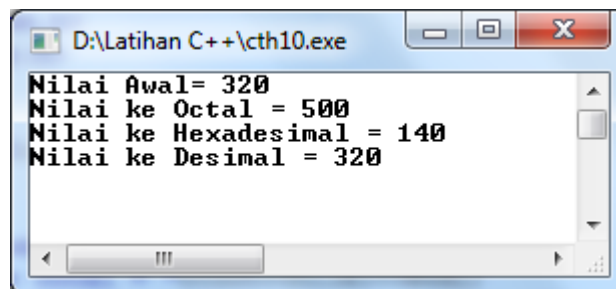 D:\Latihan C++\cth10.exe
Nilai Awal= 320
Nilai ke Octal = 500
Nilai ke Hexadesimal = 140
Nilai ke Desimal = 320